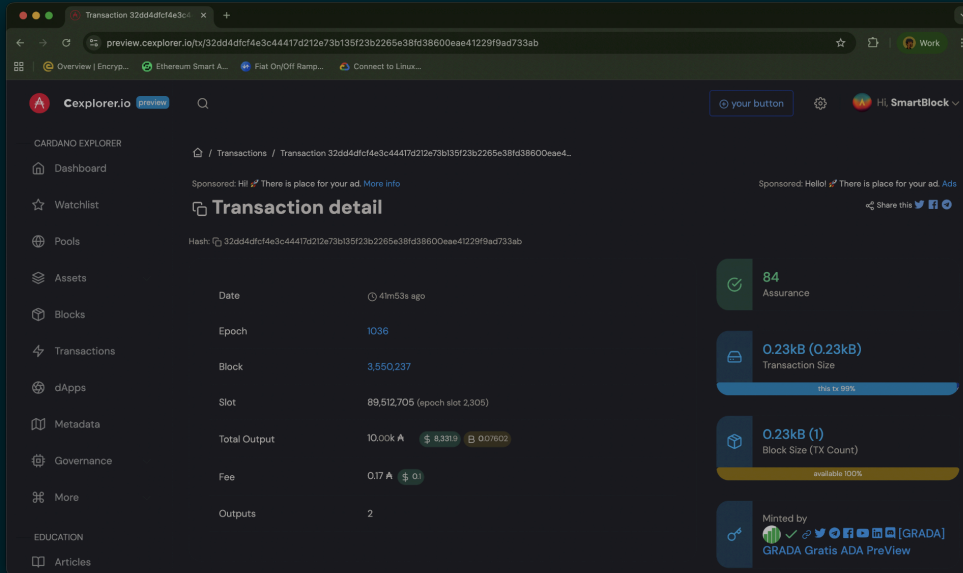 Transaction 32dd4dfcf4e3c4
preview.cexplorer.io/tx/32dd4dfcf4e3c44417d212e73b135f23b2265e38fd38600eae41229f9ad733ab
Work
Overview | Encryp...
Ethereum Smart A...
Fiat On/Off Ramp...
Connect to Linux...
Cexplorer.io preview
your button
Hi, SmartBlock
CARDANO EXPLORER
Dashboard
Watchlist
Pools
Assets
Blocks
Transactions
dApps
Metadata
Governance
More
EDUCATION
Articles
/ Transactions / Transaction 32dd4dfcf4e3c44417d212e73b135f23b2265e38fd38600eae4...
Sponsored: Hi! 🚀 There is place for your ad. More info
Sponsored: Hello! 🚀 There is place for your ad. Ads
Transaction detail
Share this
Hash: 32dd4dfcf4e3c44417d212e73b135f23b2265e38fd38600eae41229f9ad733ab
Date 41m53s ago
Epoch 1036
Block 3,550,237
Slot 89,512,705 (epoch slot 2,305)
Total Output 10.00k ₳ $ 8,331.9 B 0.07602
Fee 0.17 ₳ $ 0.1
Outputs 2
84
Assurance
0.23kB (0.23kB)
Transaction Size
this tx 99%
0.23kB (1)
Block Size (TX Count)
available 100%
Minted by
[GRADA]
GRADA Gratis ADA PreView